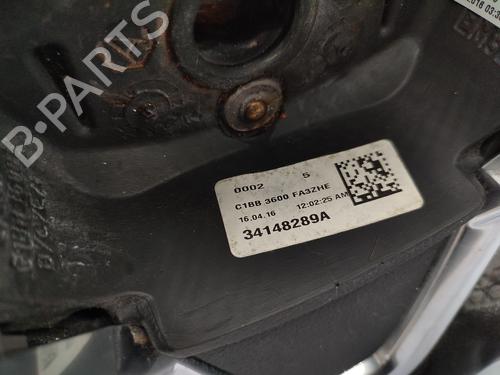 B-PARTS
0002 5
C1BB 3600 FA3ZHE
16.04.16 12:02:25 AM
34148289A